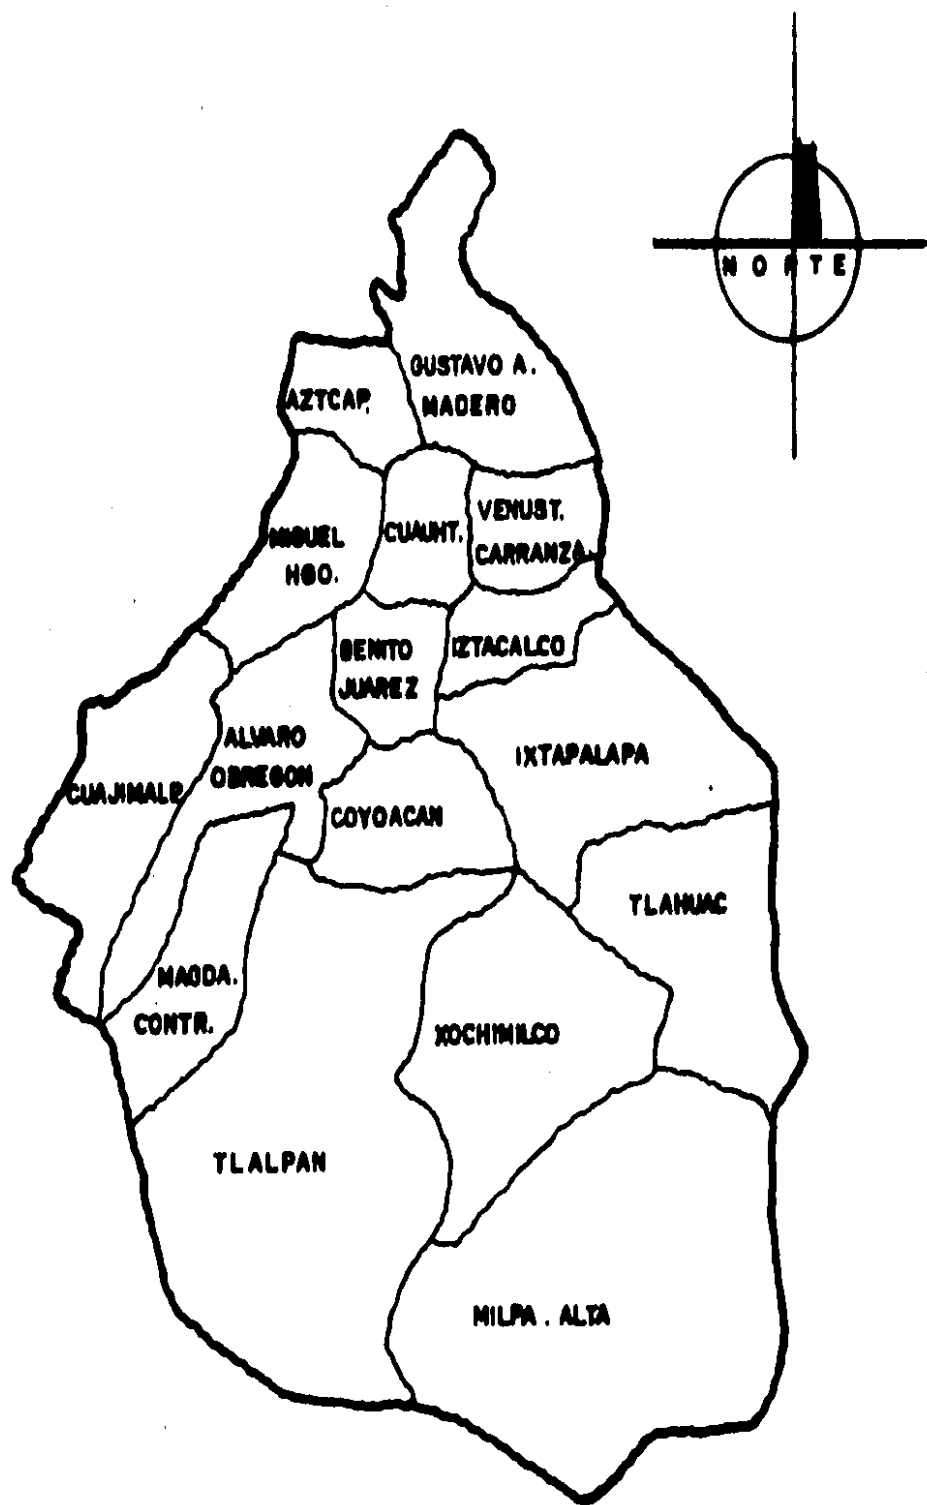 NORTE
GUSTAVO A.
MADERO
AZTCAP.
VENUST.
CARRANZA.
CUAUHT.
MIGUEL
HGO.
BENITO
JUAREZ
IZTACALCO
ALVARO
OBREGON
IXTAPALAPA
CUAJIMALP.
COYOACAN
TLAHUAC
MAGDA.
CONTR.
XOCHIMILCO
TLALPAN
MILPA . ALTA